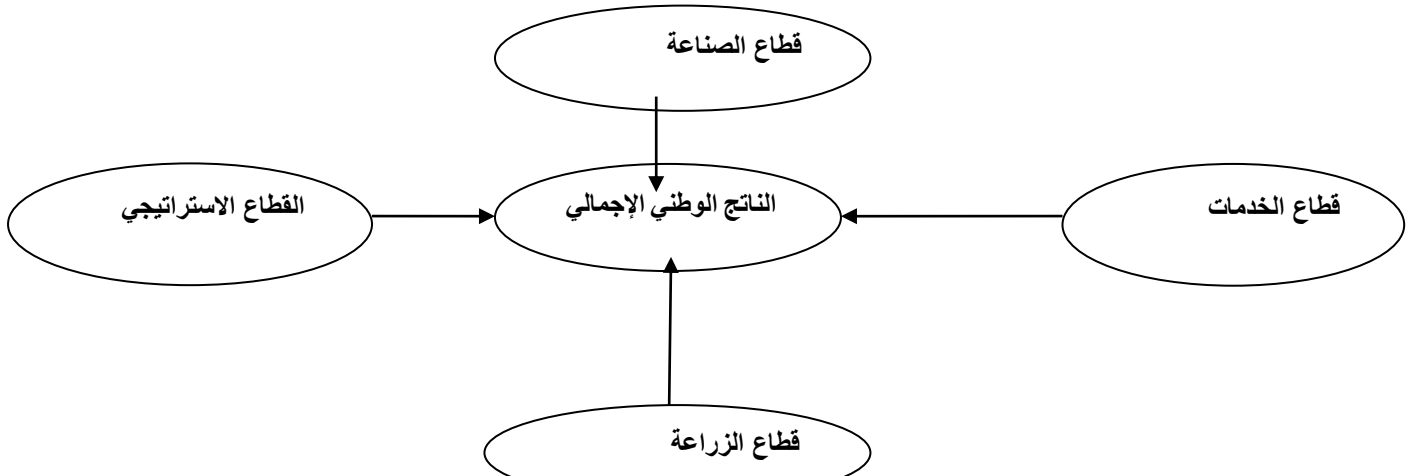 قطاع الصناعة
قطاع الخدمات
الناتج الوطني الإجمالي
القطاع الاستراتيجي
قطاع الزراعة